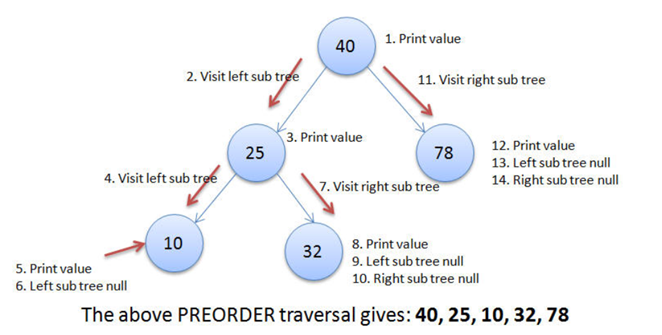 40
1. Print value
2. Visit left sub tree
11. Visit right sub tree
25
3. Print value
78
12. Print value
13. Left sub tree null
14. Right sub tree null
4. Visit left sub tree
7. Visit right sub tree
10
5. Print value
6. Left sub tree null
32
8. Print value
9. Left sub tree null
10. Right sub tree null
The above PREORDER traversal gives: 40, 25, 10, 32, 78